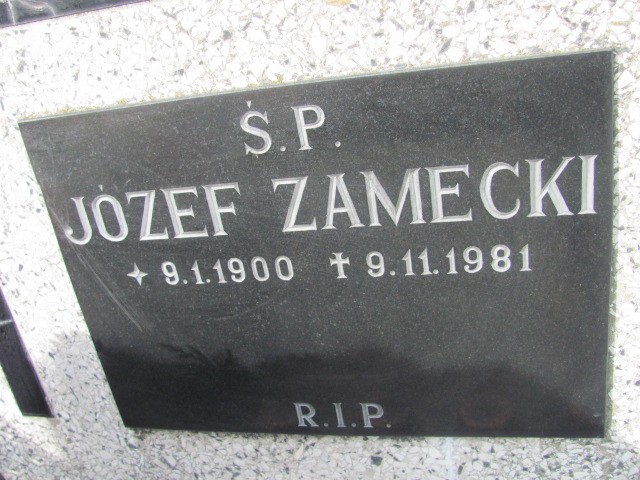 Ś.P.
JÓZEF ZAMECKI
✦ 9.1.1900 ✝ 9.11.1981
R.I.P.